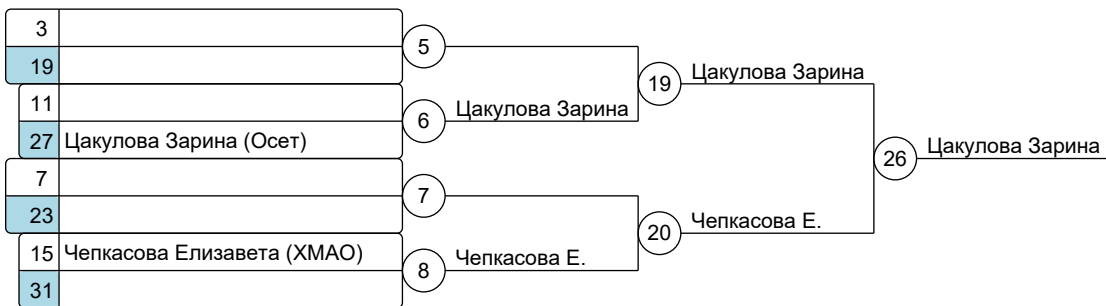 3
19
5
11
27 Цакулова Зарина (Осет)
6 Цакулова Зарина
19 Цакулова Зарина
7
23
7
15 Чепкасова Елизавета (ХМАО)
31
8 Чепкасова Е.
20 Чепкасова Е.
26 Цакулова Зарина